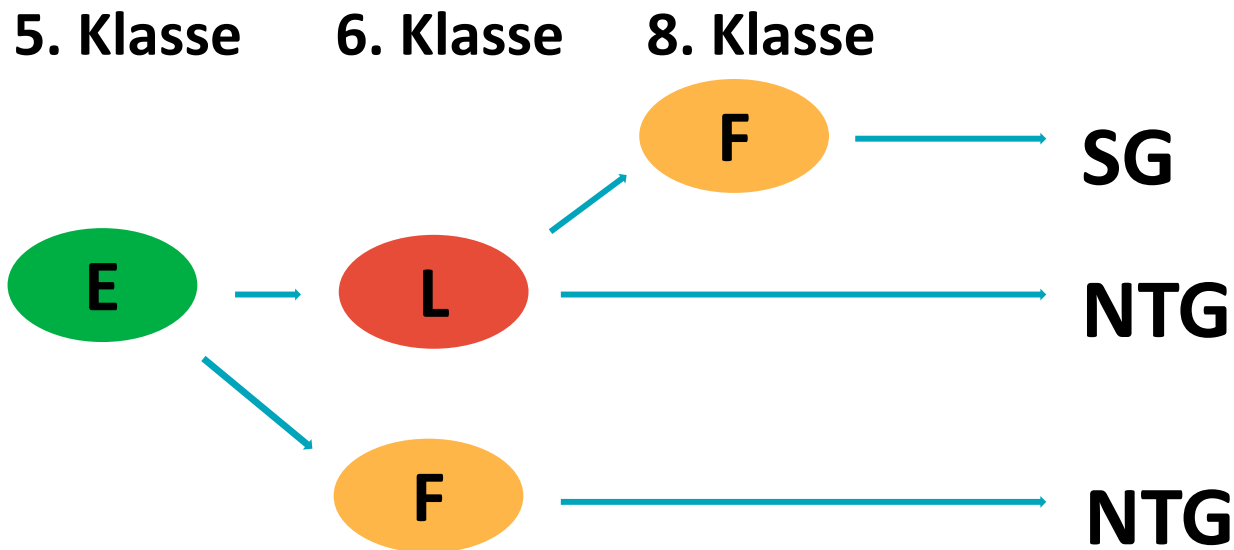 5. Klasse 6. Klasse 8. Klasse
F SG
E L NTG
F NTG